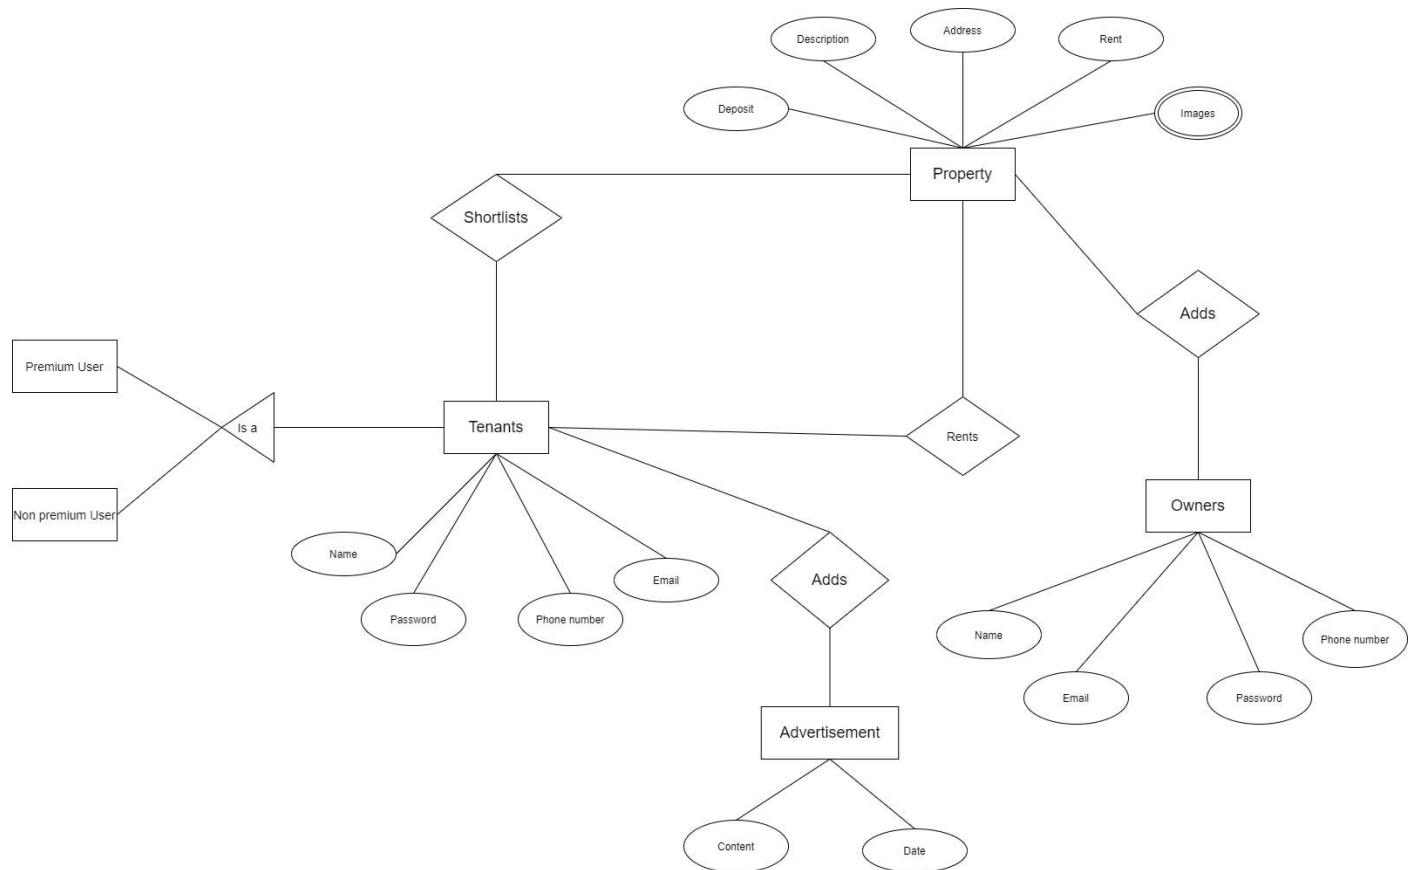 Address
Description
Rent
Deposit
Images
Property
Shortlists
Adds
Premium User
Is a
Tenants
Rents
Non premium User
Owners
Name
Email
Adds
Password
Phone number
Name
Phone number
Email
Password
Advertisement
Content
Date